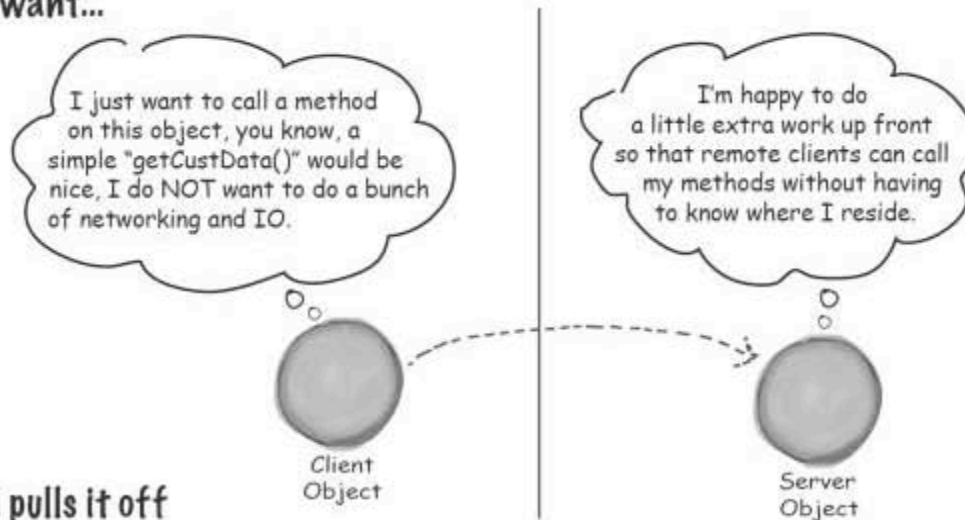 want...
I just want to call a method
on this object, you know, a
simple "getCustData()" would be
nice, I do NOT want to do a bunch
of networking and IO.
I'm happy to do
a little extra work up front
so that remote clients can call
my methods without having
to know where I reside.
Client
Object
Server
Object
pulls it off